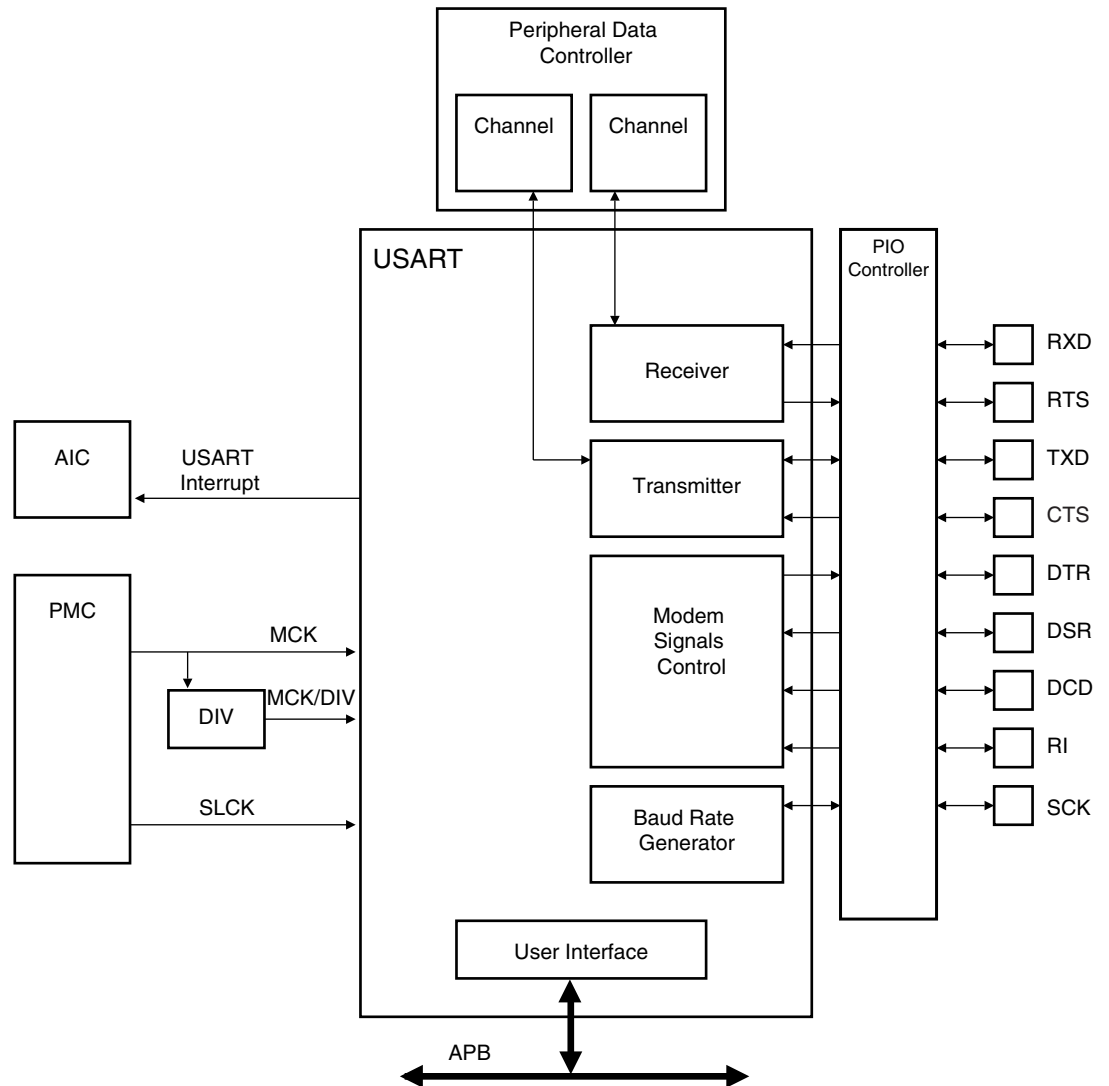 Peripheral Data
Controller
Channel
Channel
USART
PIO
Controller
Receiver
RXD
RTS
AIC
USART
Interrupt
Transmitter
TXD
CTS
PMC
MCK
DIV
MCK/DIV
SLCK
Modem
Signals
Control
DTR
DSR
DCD
RI
Baud Rate
Generator
SCK
User Interface
APB